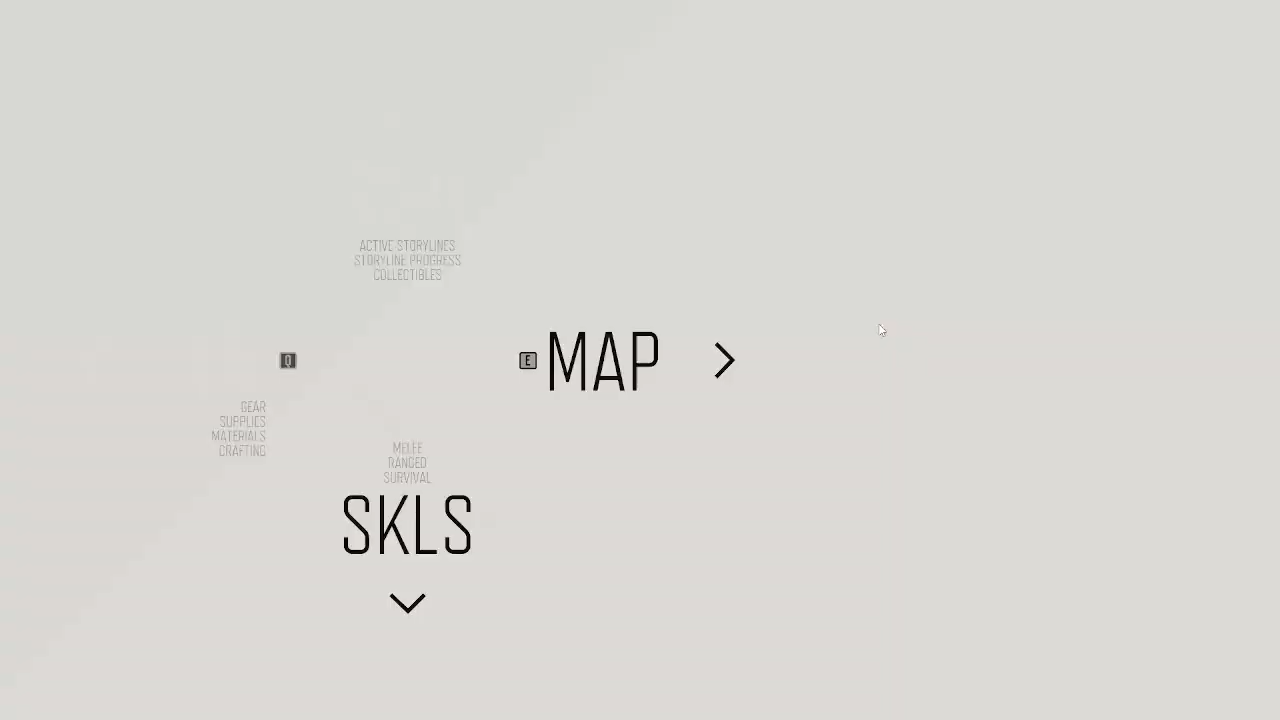 ACTIVE STORYLINES
STORYLINE PROGRESS
COLLECTIBLES
Q
E
MAP
GEAR
SUPPLIES
MATERIALS
CRAFTING
MELEE
RANGED
SURVIVAL
SKLS